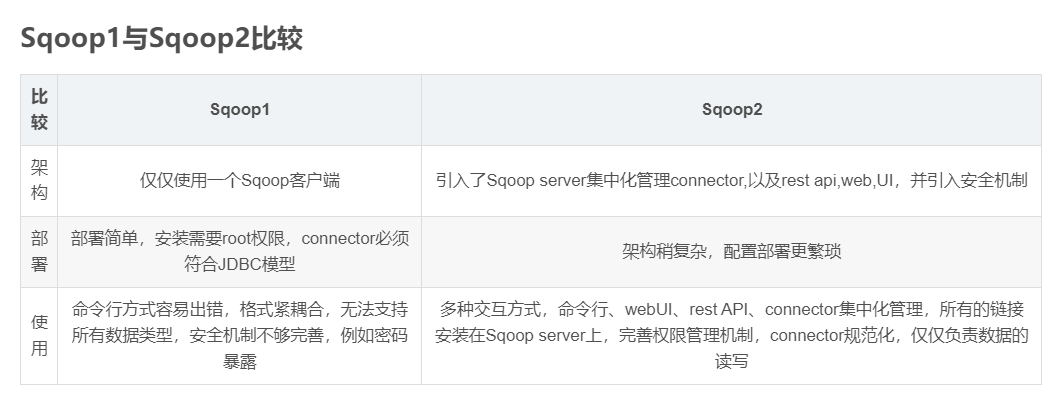 Sqoop1与Sqoop2比较
比
较
Sqoop1
Sqoop2
架
构
仅仅使用一个Sqoop客户端
引入了Sqoop server集中化管理connector,以及rest api,web,UI，并引入安全机制
部
署
部署简单，安装需要root权限，connector必须
符合JDBC模型
架构稍复杂，配置部署更繁琐
使
用
命令行方式容易出错，格式紧耦合，无法支持
所有数据类型，安全机制不够完善，例如密码
暴露
多种交互方式，命令行、webUI、rest API、connector集中化管理，所有的链接
安装在Sqoop server上，完善权限管理机制，connector规范化，仅仅负责数据的
读写